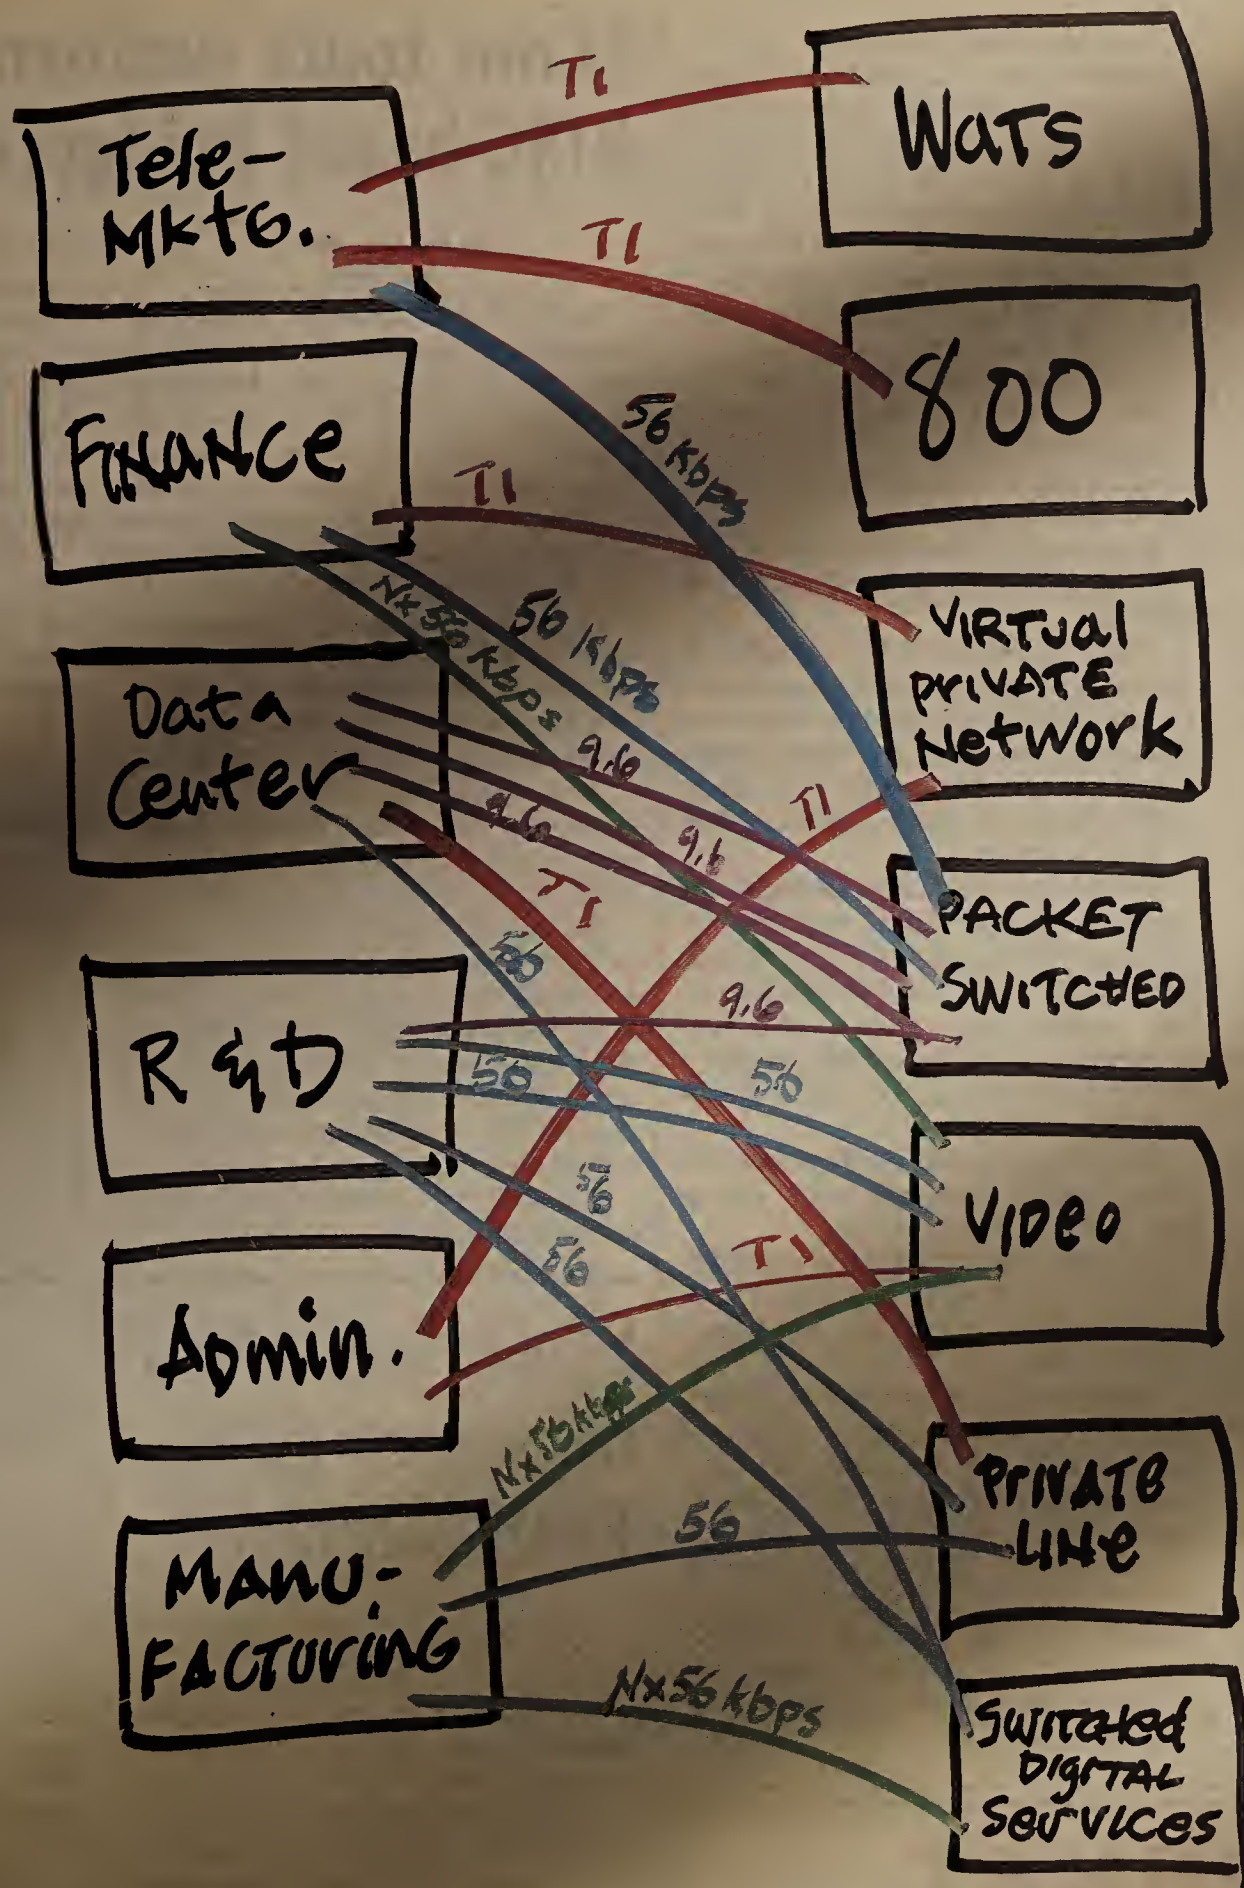 Tele-
Mktg.
Finance
Data
Center
R & D
Admin.
Manu-
facturing
T1
T1
56 kbps
T1
56 kbps
Nx56 kbps
9.6
9.6
9.6
T1
T1
56
9.6
56
56
56
56
T1
Nx56 kbps
56
Nx56 kbps
Wats
800
Virtual
Private
Network
Packet
Switched
Video
Private
Line
Switched
Digital
Services